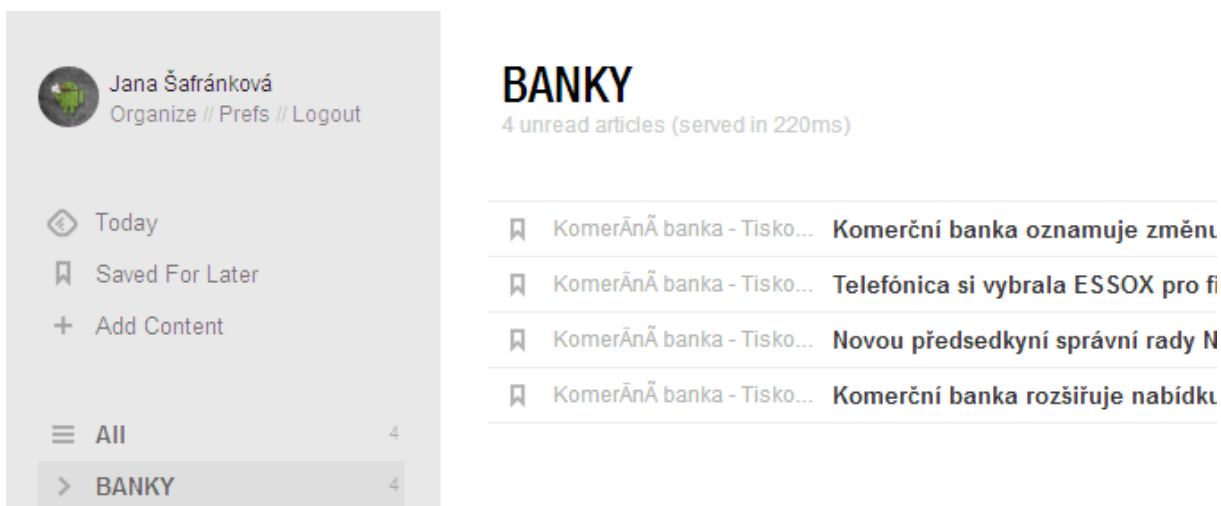 Jana Šafránková
Organize // Prefs // Logout
Today
Saved For Later
+ Add Content
All 4
> BANKY 4
BANKY
4 unread articles (served in 220ms)
KomerÄnÃ banka - Tisko... Komerční banka oznamuje změnu
KomerÄnÃ banka - Tisko... Telefónica si vybrala ESSOX pro fi
KomerÄnÃ banka - Tisko... Novou předsedkyní správní rady N
KomerÄnÃ banka - Tisko... Komerční banka rozšiřuje nabídku